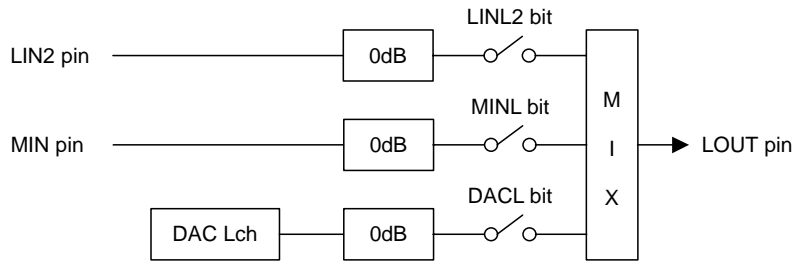 LINL2 bit
LIN2 pin
0dB
MINL bit
MIN pin
0dB
M
I
X
LOUT pin
DACL bit
DAC Lch
0dB